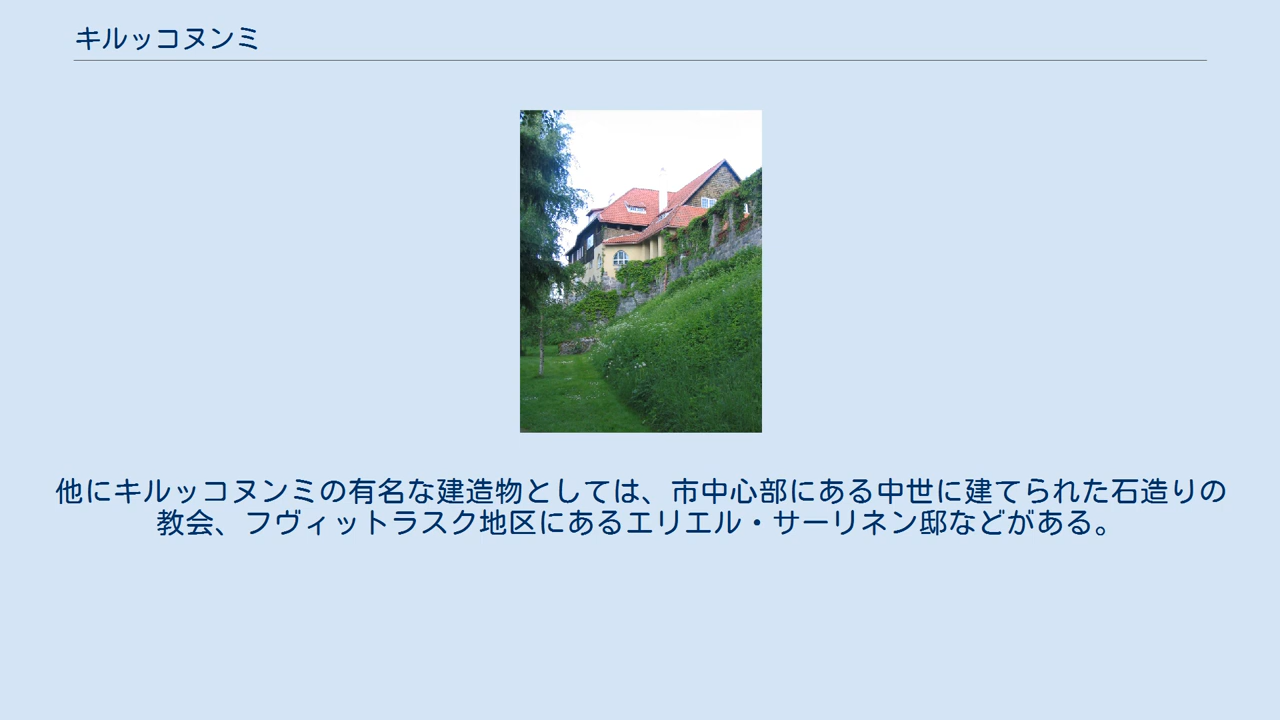 キルッコヌンミ
他にキルッコヌンミの有名な建造物としては、市中心部にある中世に建てられた石造りの
教会、フヴィットラスク地区にあるエリエル・サーリネン邸などがある。